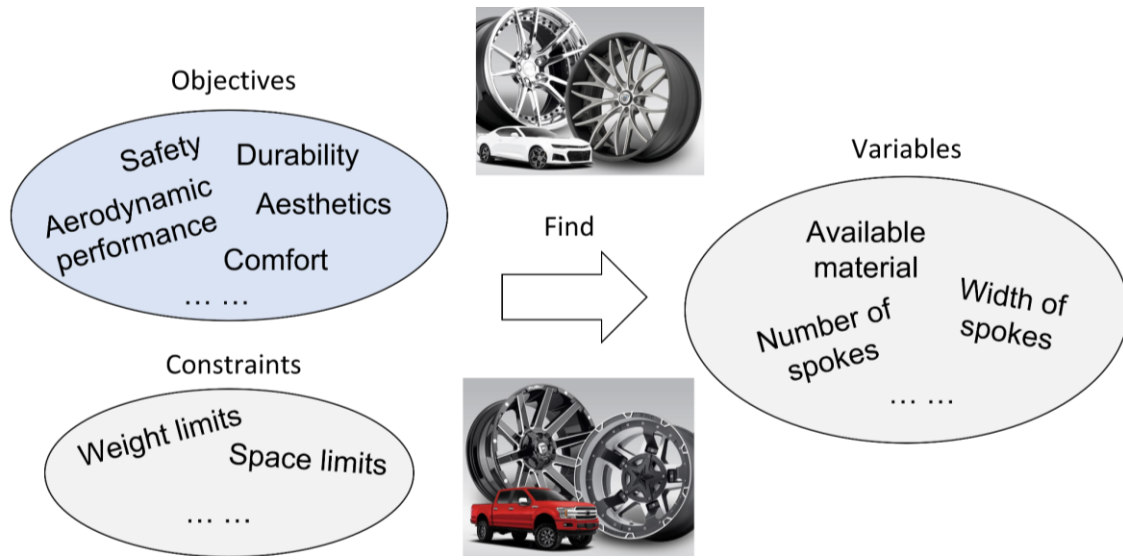 Objectives
Safety
Durability
Aerodynamic
performance
Aesthetics
Comfort
... ...
Constraints
Weight limits
Space limits
... ...
Find
Variables
Available
material
Number of
spokes
Width of
spokes
... ...